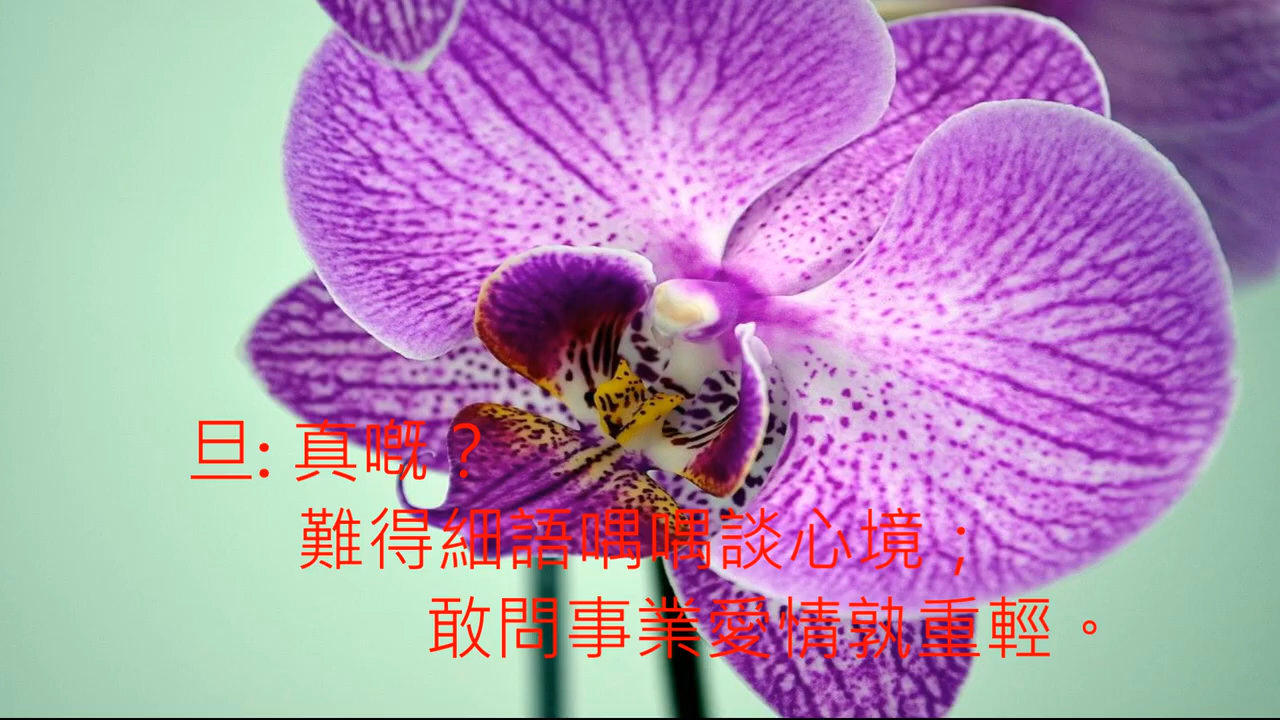 旦: 真嘅？
難得細語喁喁談心境；
敢問事業愛情孰重輕。